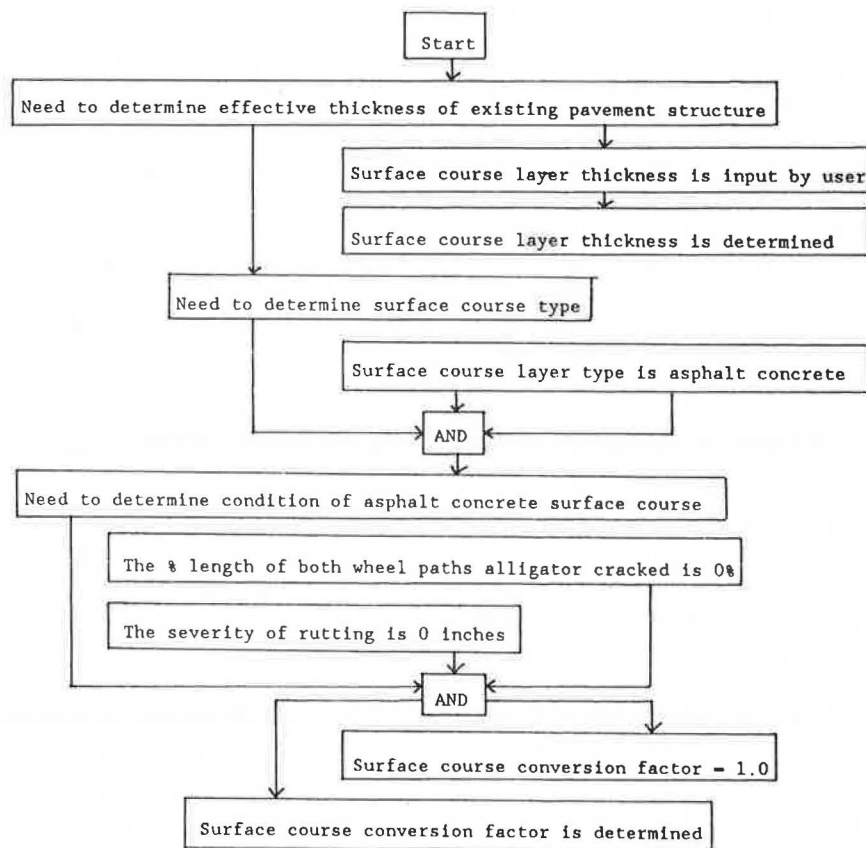 Start
Need to determine effective thickness of existing pavement structure
Surface course layer thickness is input by user
Surface course layer thickness is determined
Need to determine surface course type
Surface course layer type is asphalt concrete
AND
Need to determine condition of asphalt concrete surface course
The % length of both wheel paths alligator cracked is 0%
The severity of rutting is 0 inches
AND
Surface course conversion factor = 1.0
Surface course conversion factor is determined